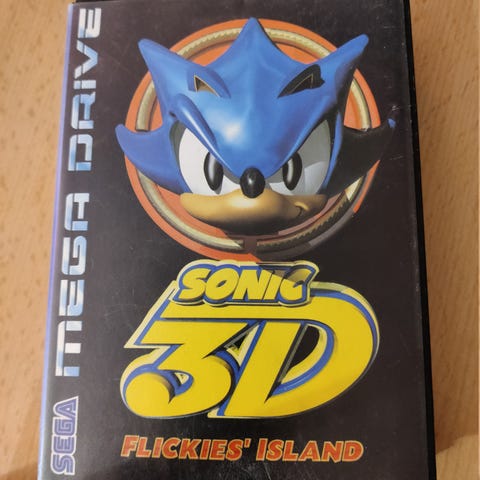 SEGA MEGA DRIVE
SONIC
3D
FLICKIES' ISLAND